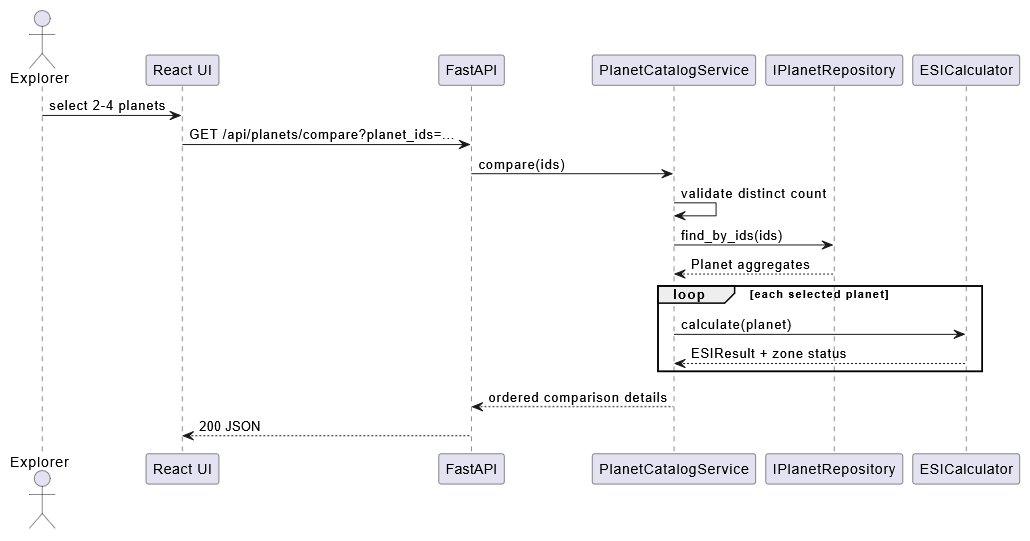 Explorer
React UI
FastAPI
PlanetCatalogService
IPlanetRepository
ESICalculator
select 2-4 planets
GET /api/planets/compare?planet_ids=...
compare(ids)
validate distinct count
find_by_ids(ids)
Planet aggregates
loop
[each selected planet]
calculate(planet)
ESIResult + zone status
ordered comparison details
200 JSON
Explorer
React UI
FastAPI
PlanetCatalogService
IPlanetRepository
ESICalculator